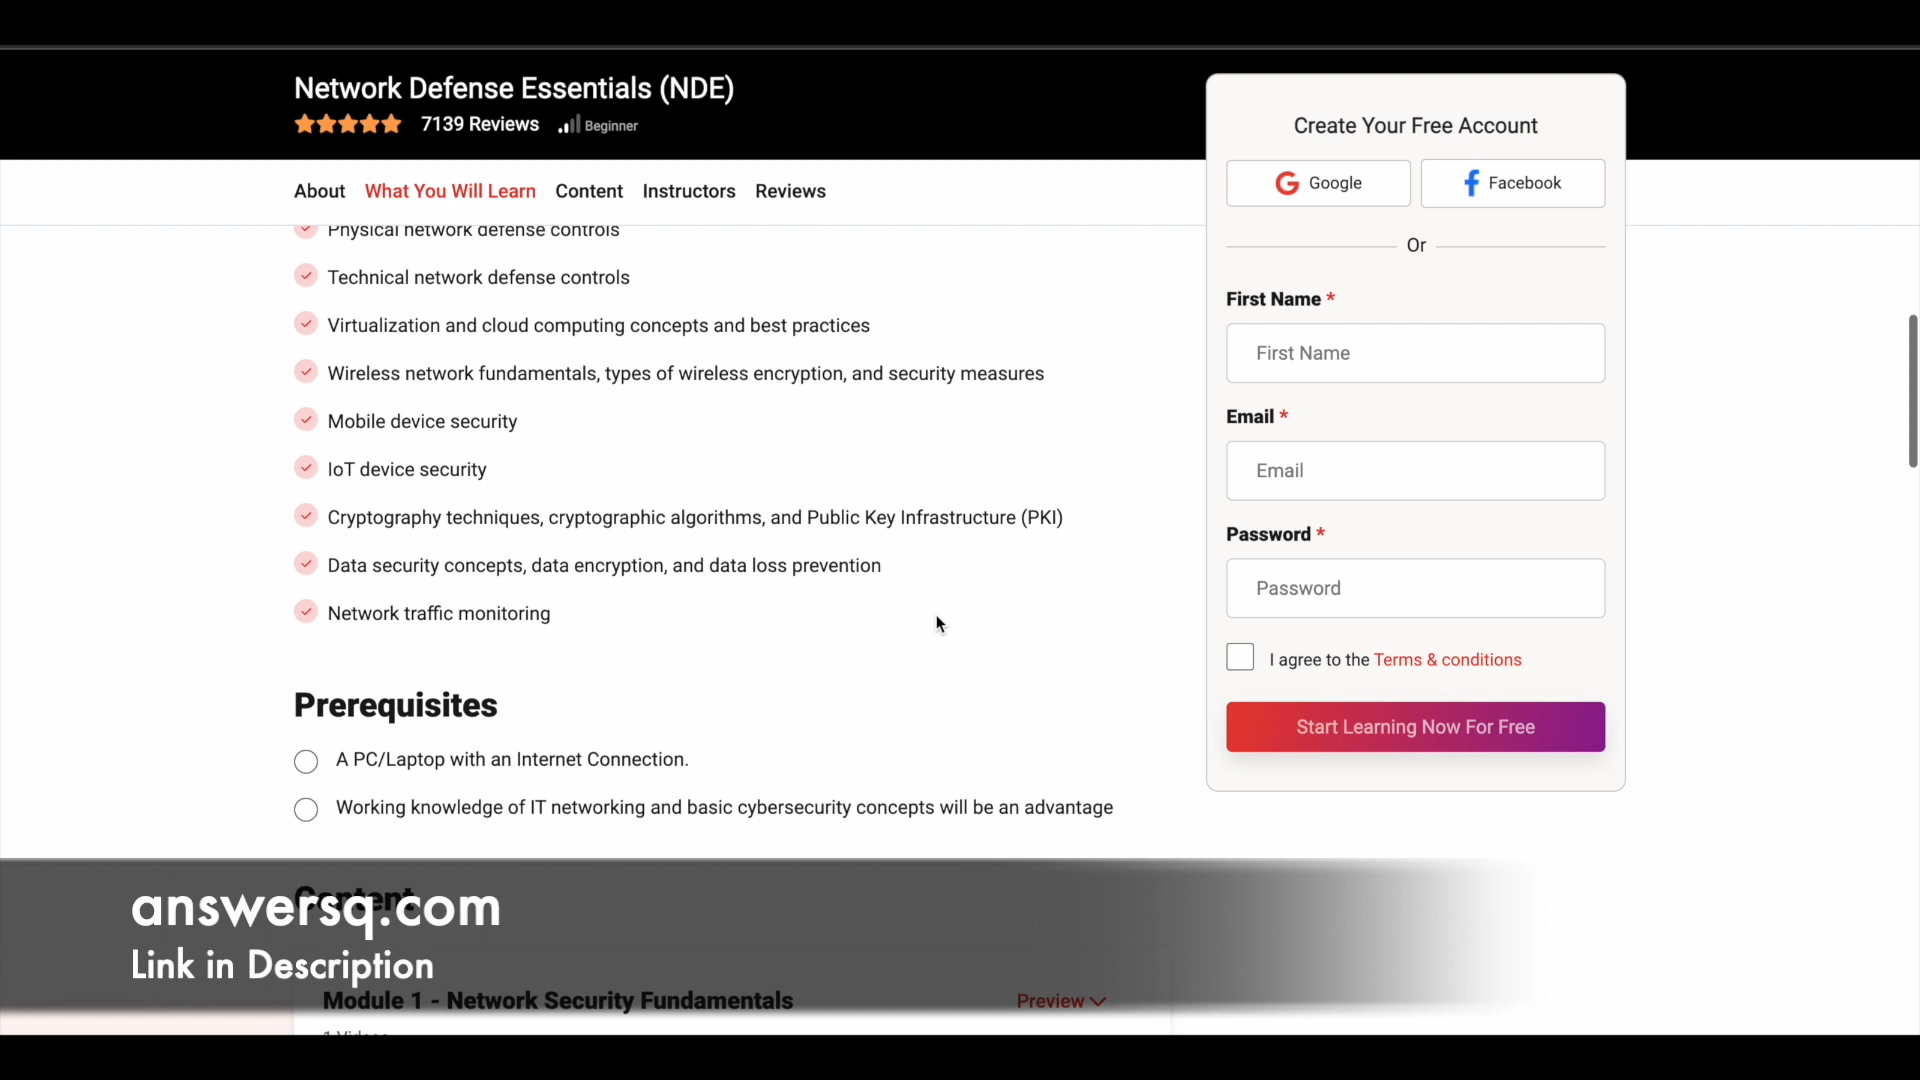 Network Defense Essentials (NDE)
7139 Reviews Beginner
About What You Will Learn Content Instructors Reviews
Physical network defense controls
Technical network defense controls
Virtualization and cloud computing concepts and best practices
Wireless network fundamentals, types of wireless encryption, and security measures
Mobile device security
IoT device security
Cryptography techniques, cryptographic algorithms, and Public Key Infrastructure (PKI)
Data security concepts, data encryption, and data loss prevention
Network traffic monitoring
Prerequisites
A PC/Laptop with an Internet Connection.
Working knowledge of IT networking and basic cybersecurity concepts will be an advantage
Content
answersq.com
Link in Description
Module 1 - Network Security Fundamentals Preview
Create Your Free Account
Google Facebook
Or
First Name *
First Name
Email *
Email
Password *
Password
I agree to the Terms & conditions
Start Learning Now For Free